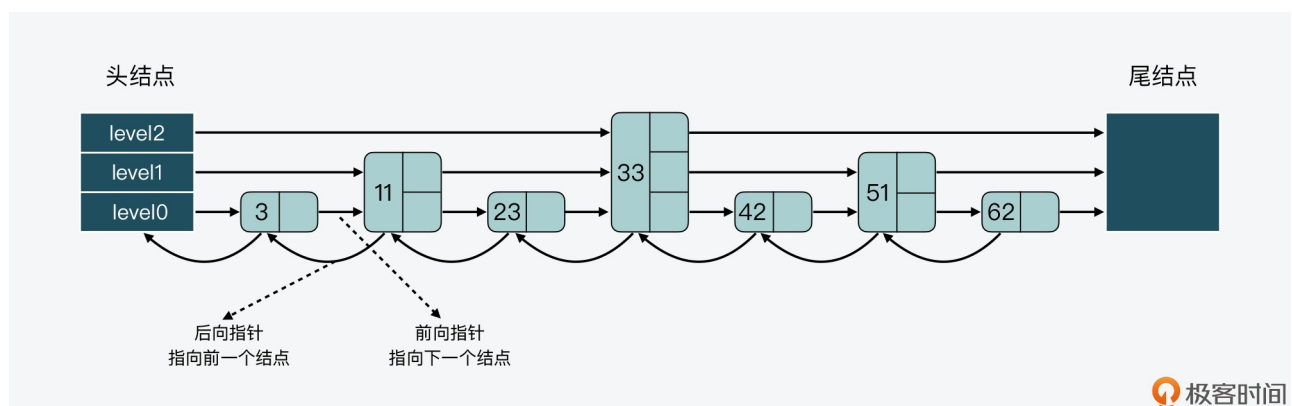 头结点
尾结点
level2
level1
level0
3
11
23
33
42
51
62
后向指针
指向前一个结点
前向指针
指向下一个结点
极客时间